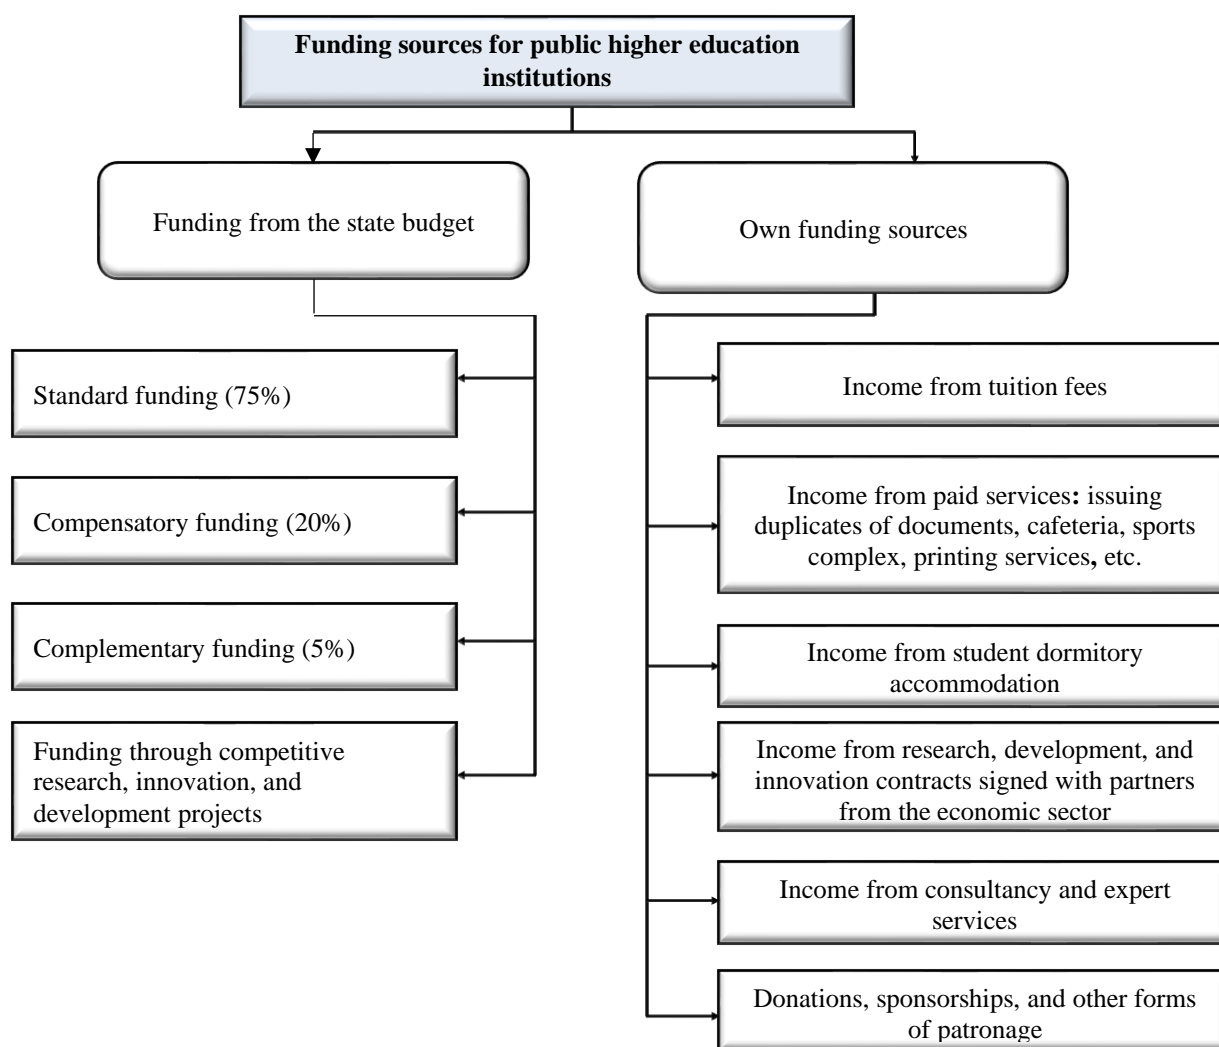 Funding sources for public higher education
institutions
Funding from the state budget
Own funding sources
Standard funding (75%)
Compensatory funding (20%)
Complementary funding (5%)
Funding through competitive
research, innovation, and
development projects
Income from tuition fees
Income from paid services: issuing
duplicates of documents, cafeteria, sports
complex, printing services, etc.
Income from student dormitory
accommodation
Income from research, development, and
innovation contracts signed with partners
from the economic sector
Income from consultancy and expert
services
Donations, sponsorships, and other forms
of patronage